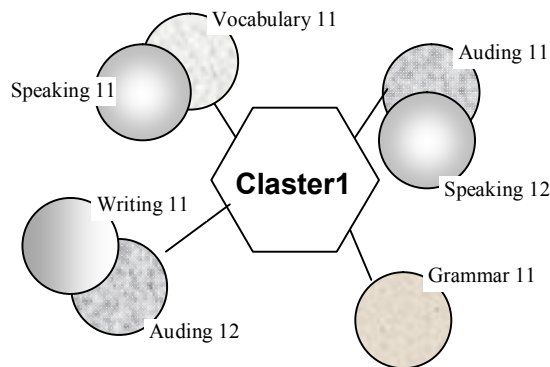 Vocabulary 11
Auding 11
Speaking 11
Claster1
Speaking 12
Writing 11
Grammar 11
Auding 12